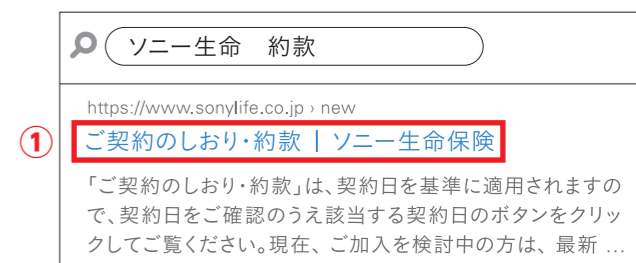 ソニー生命　約款
https://www.sonylife.co.jp › new
① ご契約のしおり・約款 | ソニー生命保険
「ご契約のしおり・約款」は、契約日を基準に適用されますの
で、契約日をご確認のうえ該当する契約日のボタンをクリッ
クしてご覧ください。現在、ご加入を検討中の方は、最新 ...